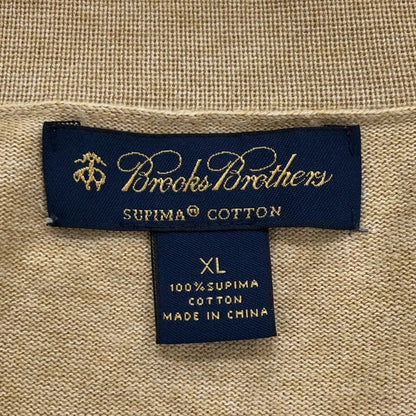 Brooks Brothers
SUPIMA® COTTON
XL
100% SUPIMA
COTTON
MADE IN CHINA